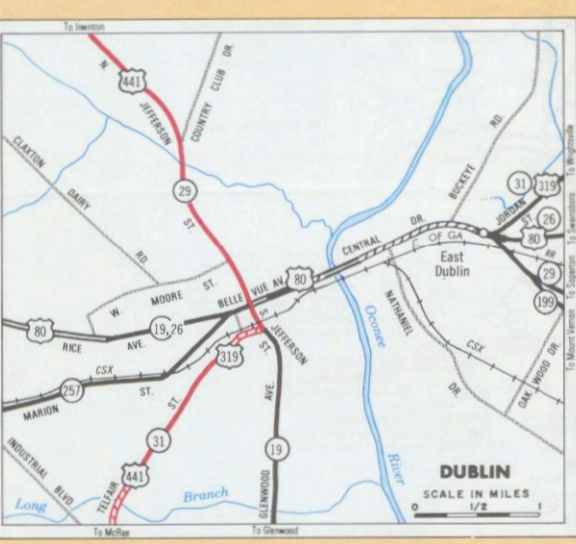 To Irwinton
N.
441
JEFFERSON
ST.
29
COUNTRY CLUB DR.
CLAXTON
DAIRY
RD.
BUCKEYE
RD.
31
319
To Wrightsville
JORDAN
ST.
26
80
To Swainsboro
CENTRAL
DR.
C OF GA
RR
East
Dublin
29
To Soperton
199
To Mount Vernon
W. MOORE ST.
BELLE VUE AV.
80
80
RICE
AVE.
19,26
S.
JEFFERSON
ST.
319
Oconee
River
NATHANIEL
DR.
CSX
OAK WOOD DR.
CSX
257
MARION
ST.
ST.
31
441
TELFAIR
AVE.
19
GLENWOOD
INDUSTRIAL BLVD.
Long
Branch
DUBLIN
SCALE IN MILES
0 1/2 1
To McRae
To Glenwood